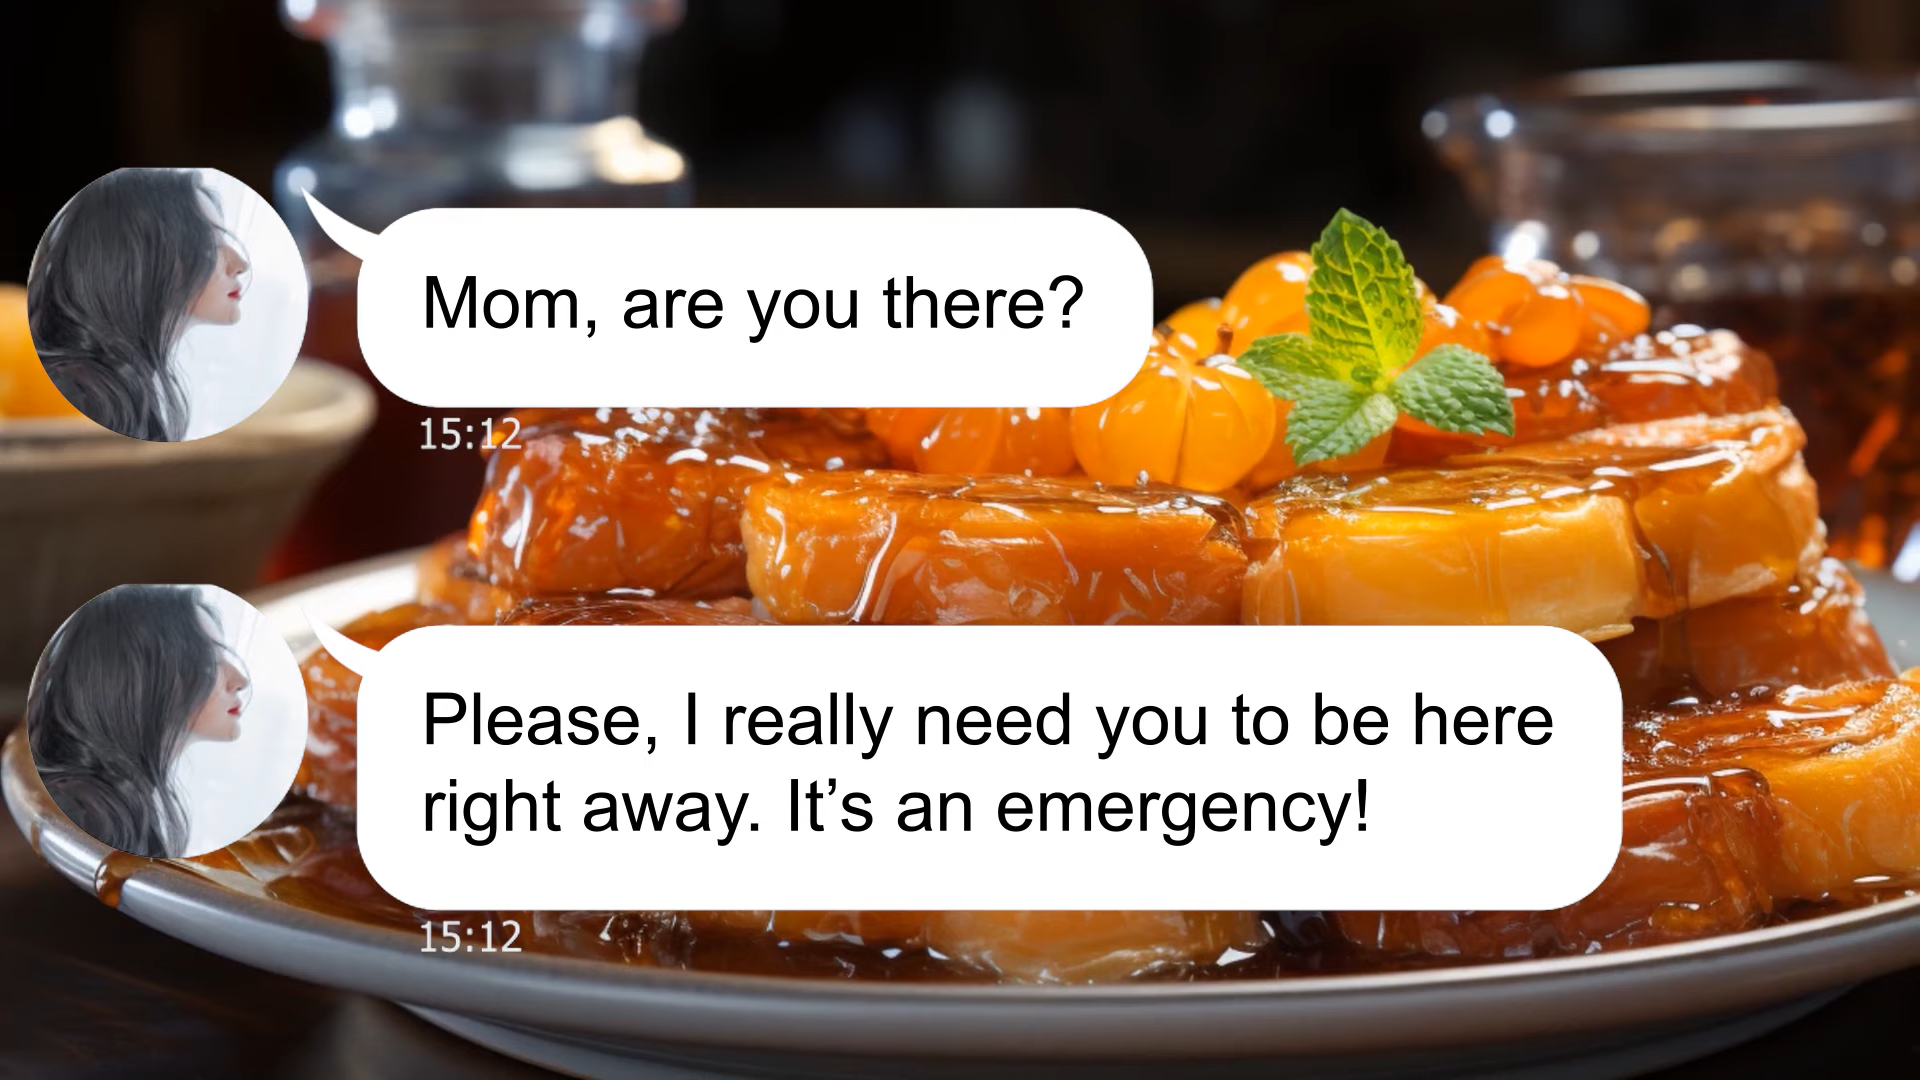 Mom, are you there?
15:12
Please, I really need you to be here
right away. It’s an emergency!
15:12